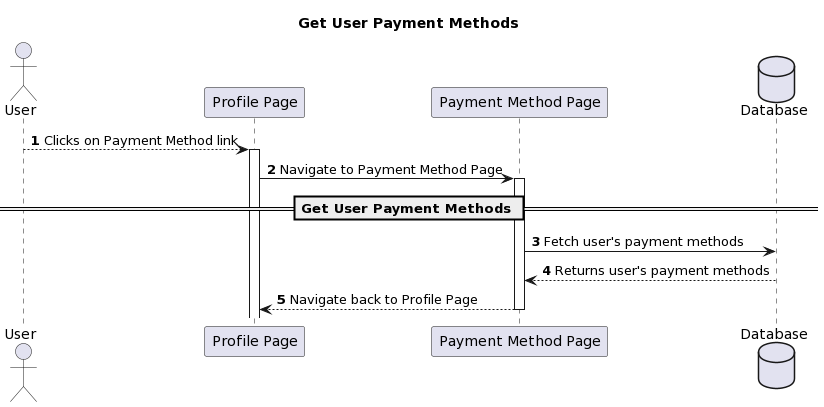 Get User Payment Methods
User
Profile Page
Payment Method Page
Database
1 Clicks on Payment Method link
2 Navigate to Payment Method Page
Get User Payment Methods
3 Fetch user's payment methods
4 Returns user's payment methods
5 Navigate back to Profile Page
User
Profile Page
Payment Method Page
Database